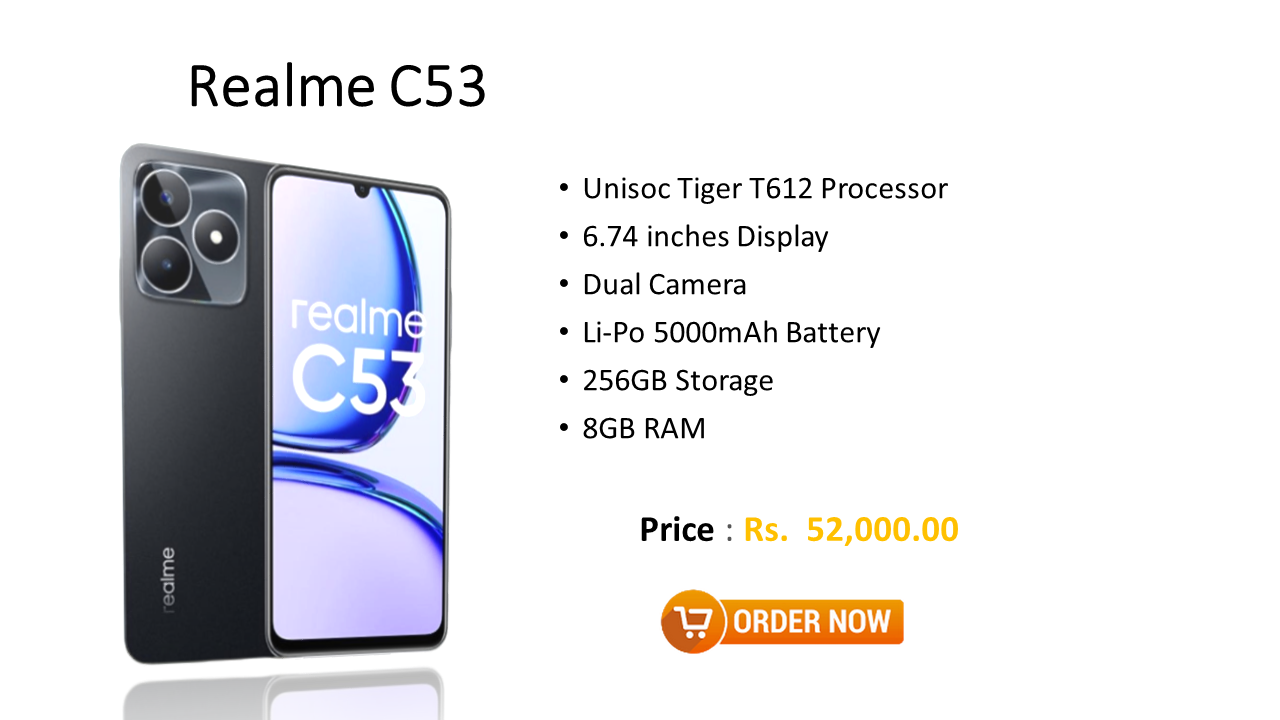 Realme C53
realme
C53
realme
• Unisoc Tiger T612 Processor
• 6.74 inches Display
• Dual Camera
• Li-Po 5000mAh Battery
• 256GB Storage
• 8GB RAM
Price : Rs. 52,000.00
ORDER NOW